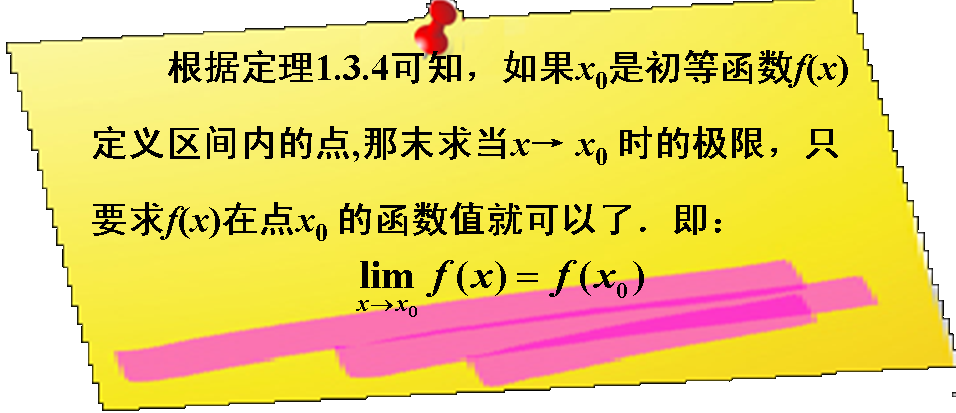 根据定理1.3.4可知，如果x₀是初等函数f(x)
定义区间内的点,那末求当x→ x₀ 时的极限，只
要求f(x)在点x₀ 的函数值就可以了．即：
lim f(x) = f(x₀)
x→x₀